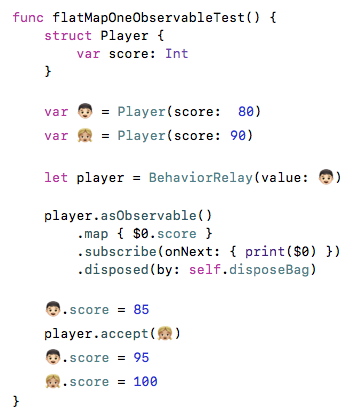 func flatMapOneObservableTest() {
    struct Player {
        var score: Int
    }
    var 👦🏻 = Player(score:  80)
    var 👧🏼 = Player(score: 90)
    let player = BehaviorRelay(value: 👦🏻)
    player.asObservable()
        .map { $0.score }
        .subscribe(onNext: { print($0) })
        .disposed(by: self.disposeBag)
    👦🏻.score = 85
    player.accept(👧🏼)
    👦🏻.score = 95
    👧🏼.score = 100
}